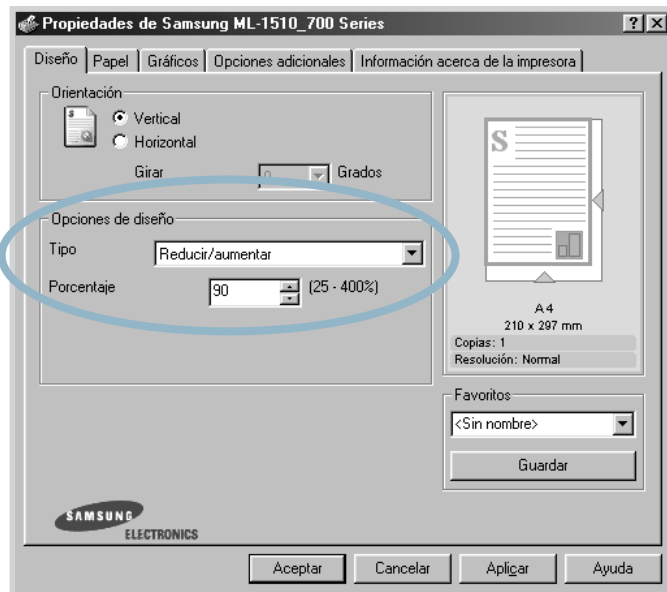 Propiedades de Samsung ML-1510_700 Series
Diseño Papel Gráficos Opciones adicionales Información acerca de la impresora
Orientación
Vertical
Horizontal
Girar 0 Grados
Opciones de diseño
Tipo Reducir/aumentar
Porcentaje 90 (25 - 400%)
S
A4
210 x 297 mm
Copias: 1
Resolución: Normal
Favoritos
<Sin nombre>
Guardar
SAMSUNG
ELECTRONICS
Aceptar Cancelar Aplicar Ayuda